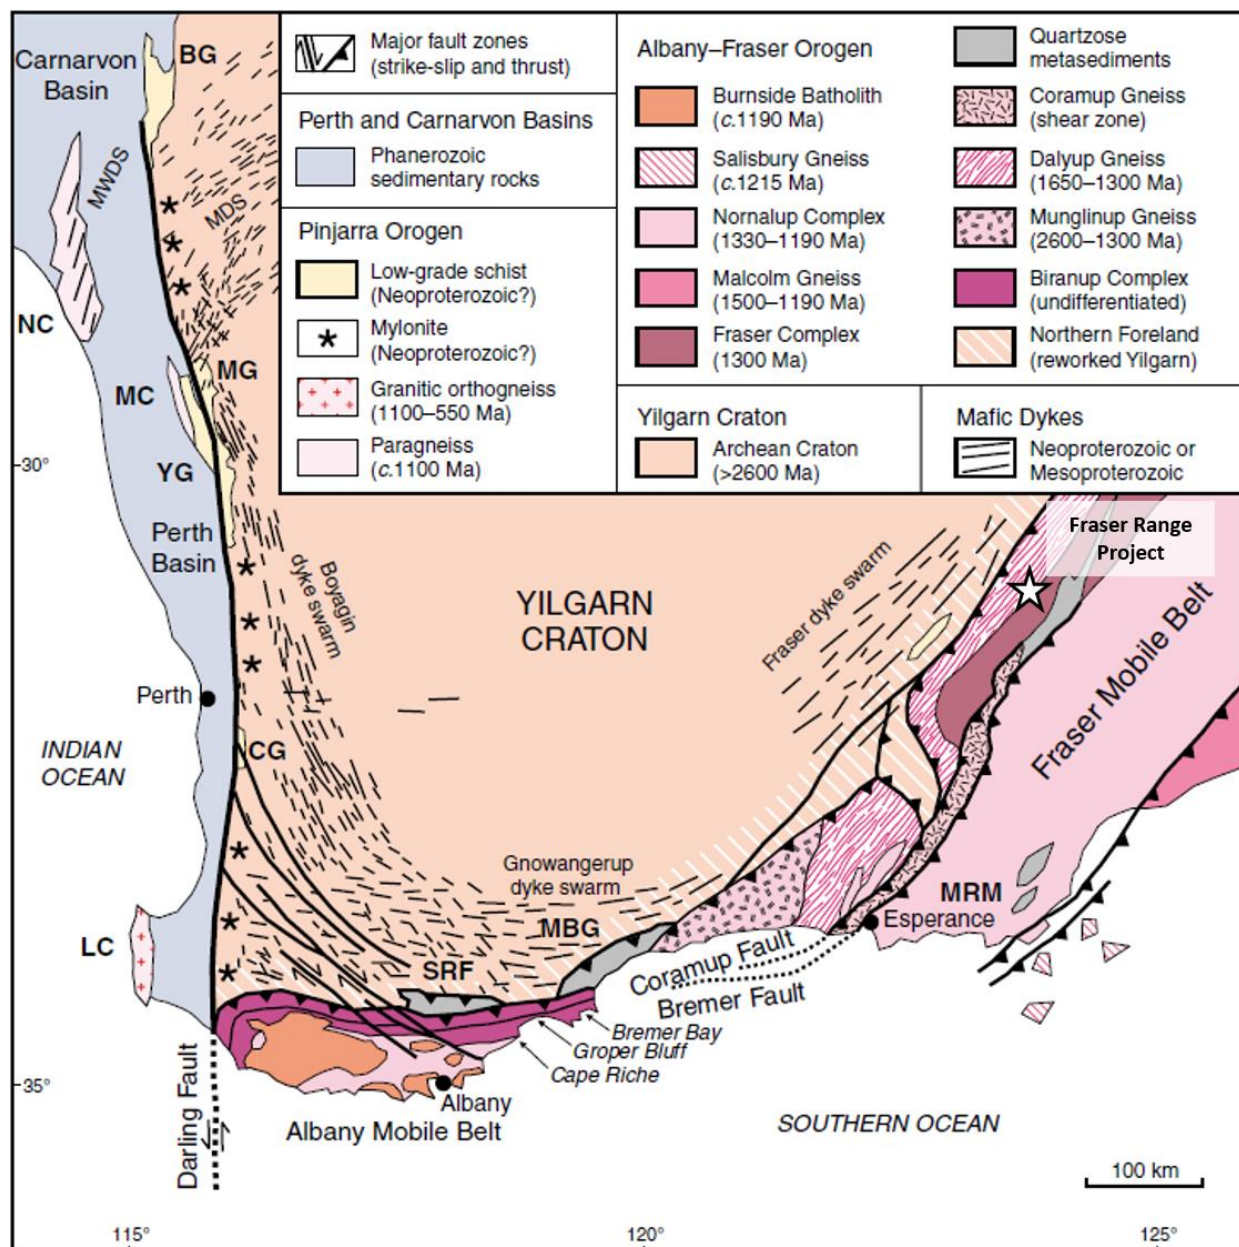 Major fault zones
(strike-slip and thrust)
Perth and Carnarvon Basins
Phanerozoic
sedimentary rocks
Pinjarra Orogen
Low-grade schist
(Neoproterozoic?)
Mylonite
(Neoproterozoic?)
Granitic orthogneiss
(1100–550 Ma)
Paragneiss
(c.1100 Ma)
Albany–Fraser Orogen
Burnside Batholith
(c.1190 Ma)
Salisbury Gneiss
(c.1215 Ma)
Nornalup Complex
(1330–1190 Ma)
Malcolm Gneiss
(1500–1190 Ma)
Fraser Complex
(1300 Ma)
Quartzose
metasediments
Coramup Gneiss
(shear zone)
Dalyup Gneiss
(1650–1300 Ma)
Munglinup Gneiss
(2600–1300 Ma)
Biranup Complex
(undifferentiated)
Northern Foreland
(reworked Yilgarn)
Yilgarn Craton
Archean Craton
(>2600 Ma)
Mafic Dykes
Neoproterozoic or
Mesoproterozoic
Carnarvon
Basin
BG
MWDS
MDS
NC
MC
MG
30°
YG
Perth
Basin
Boyagin
dyke swarm
YILGARN
CRATON
Fraser dyke swarm
Fraser Range
Project
Fraser Mobile Belt
Perth
INDIAN
OCEAN
CG
Gnowangerup
dyke swarm
MBG
MRM
Esperance
LC
SRF
Coramup Fault
Bremer Fault
Bremer Bay
Groper Bluff
Cape Riche
35°
Darling Fault
Albany
Albany Mobile Belt
SOUTHERN OCEAN
100 km
115°
120°
125°